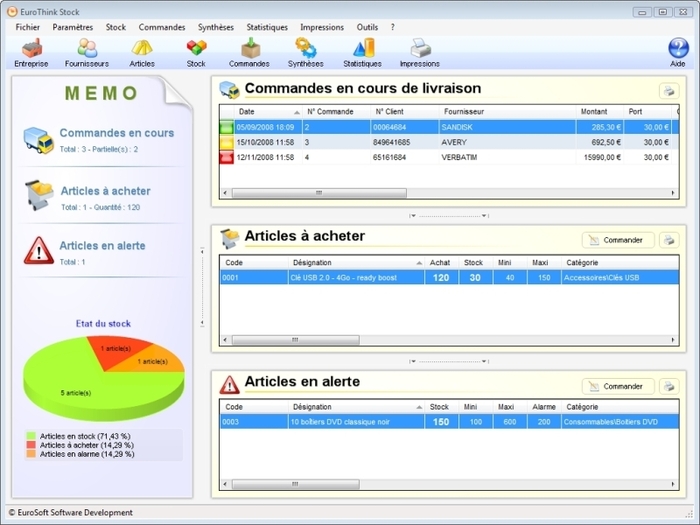 EuroThink Stock
Fichier Paramètres Stock Commandes Synthèses Statistiques Impressions Outils ?
Entreprise Fournisseurs Articles Stock Commandes Synthèses Statistiques Impressions Aide
MEMO
Commandes en cours
Total : 3 - Partielle(s) : 2
Articles à acheter
Total : 1 - Quantité : 120
Articles en alerte
Total : 1
Etat du stock
1 article(s)
1 article(s)
5 article(s)
Articles en stock (71,43 %)
Articles à acheter (14,29 %)
Articles en alarme (14,29 %)
Commandes en cours de livraison
Date N° Commande N° Client Fournisseur Montant Port
05/09/2008 18:09 2 00064684 SANDISK 285,30 € 30,00 €
15/10/2008 11:58 3 849641685 AVERY 692,50 € 30,00 €
12/11/2008 11:58 4 65161684 VERBATIM 15990,00 € 30,00 €
Articles à acheter
Commander
Code Désignation Achat Stock Mini Maxi Catégorie
0001 Clé USB 2.0 - 4Go - ready boost 120 30 40 150 Accessoires\Clés USB
Articles en alerte
Commander
Code Désignation Stock Mini Maxi Alarme Catégorie
0003 10 boîtiers DVD classique noir 150 100 600 200 Consommables\Boîtiers DVD
© EuroSoft Software Development